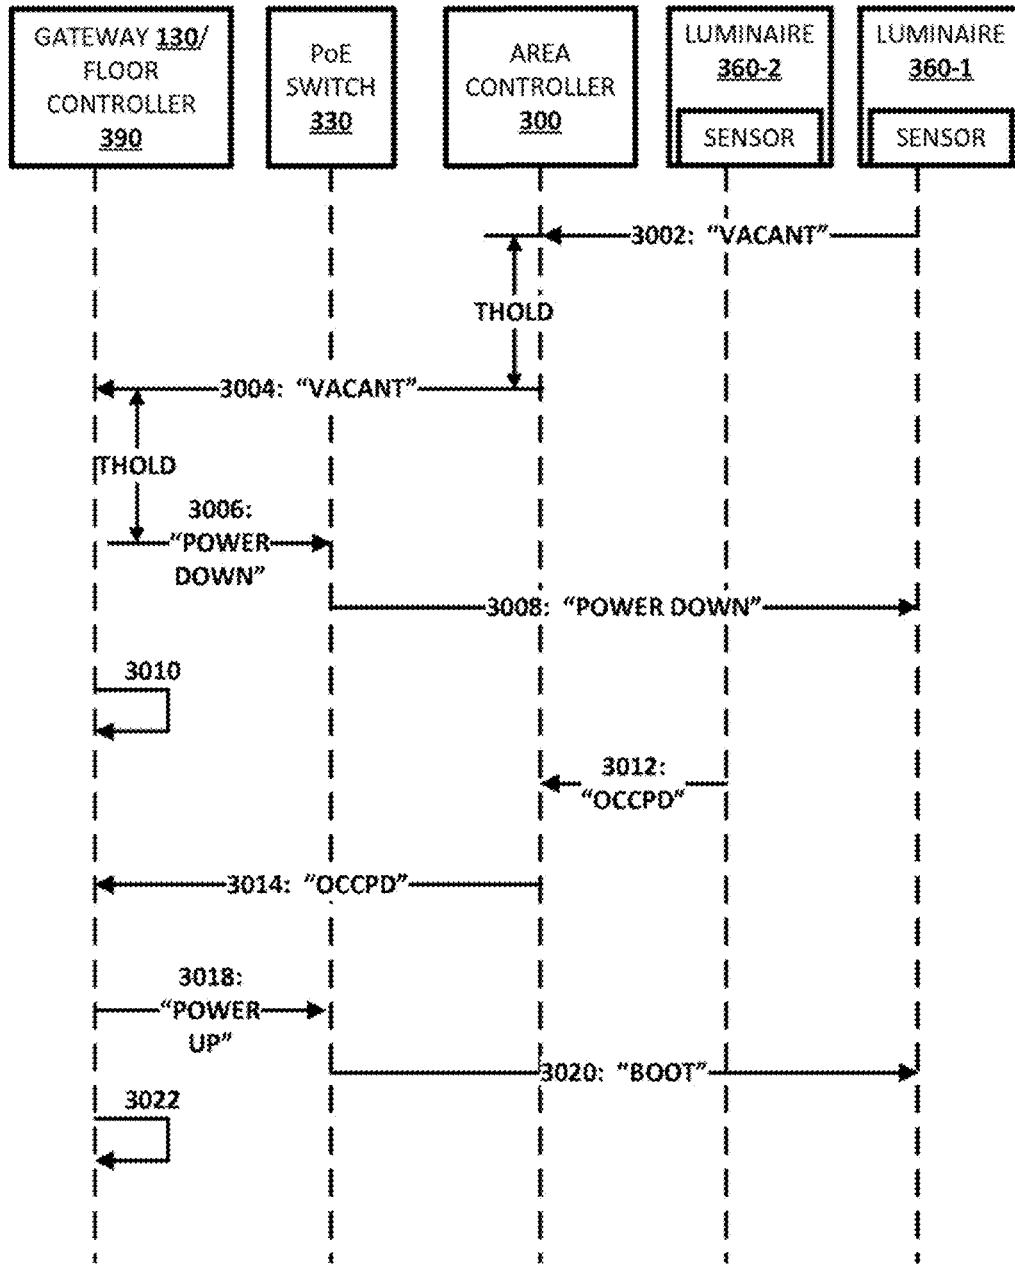 GATEWAY 130/
FLOOR
CONTROLLER
390
PoE
SWITCH
330
AREA
CONTROLLER
300
LUMINAIRE
360-2
SENSOR
LUMINAIRE
360-1
SENSOR
3002: "VACANT"
THOLD
3004: "VACANT"
THOLD
3006:
"POWER
DOWN"
3008: "POWER DOWN"
3010
3012:
"OCCPD"
3014: "OCCPD"
3018:
"POWER
UP"
3020: "BOOT"
3022